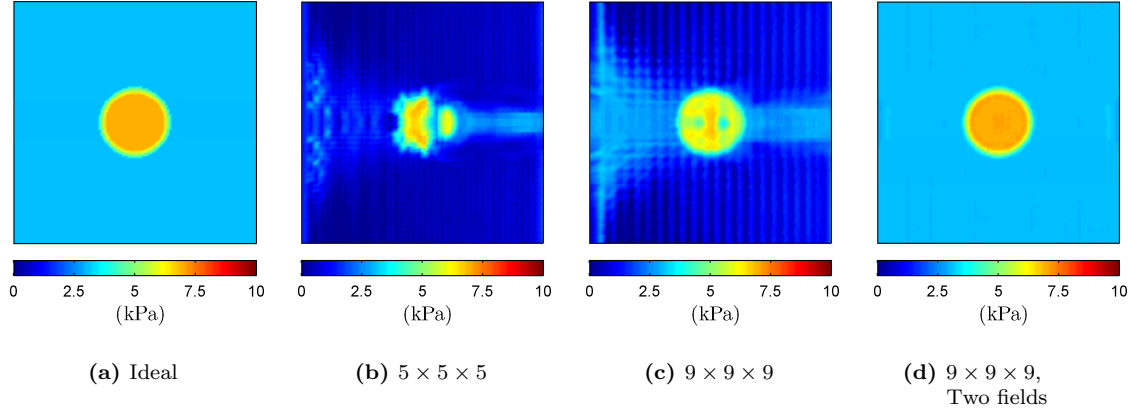 0 2.5 5 7.5 10
(kPa)
(a) Ideal
0 2.5 5 7.5 10
(kPa)
(b) 5 × 5 × 5
0 2.5 5 7.5 10
(kPa)
(c) 9 × 9 × 9
0 2.5 5 7.5 10
(kPa)
(d) 9 × 9 × 9,
Two fields